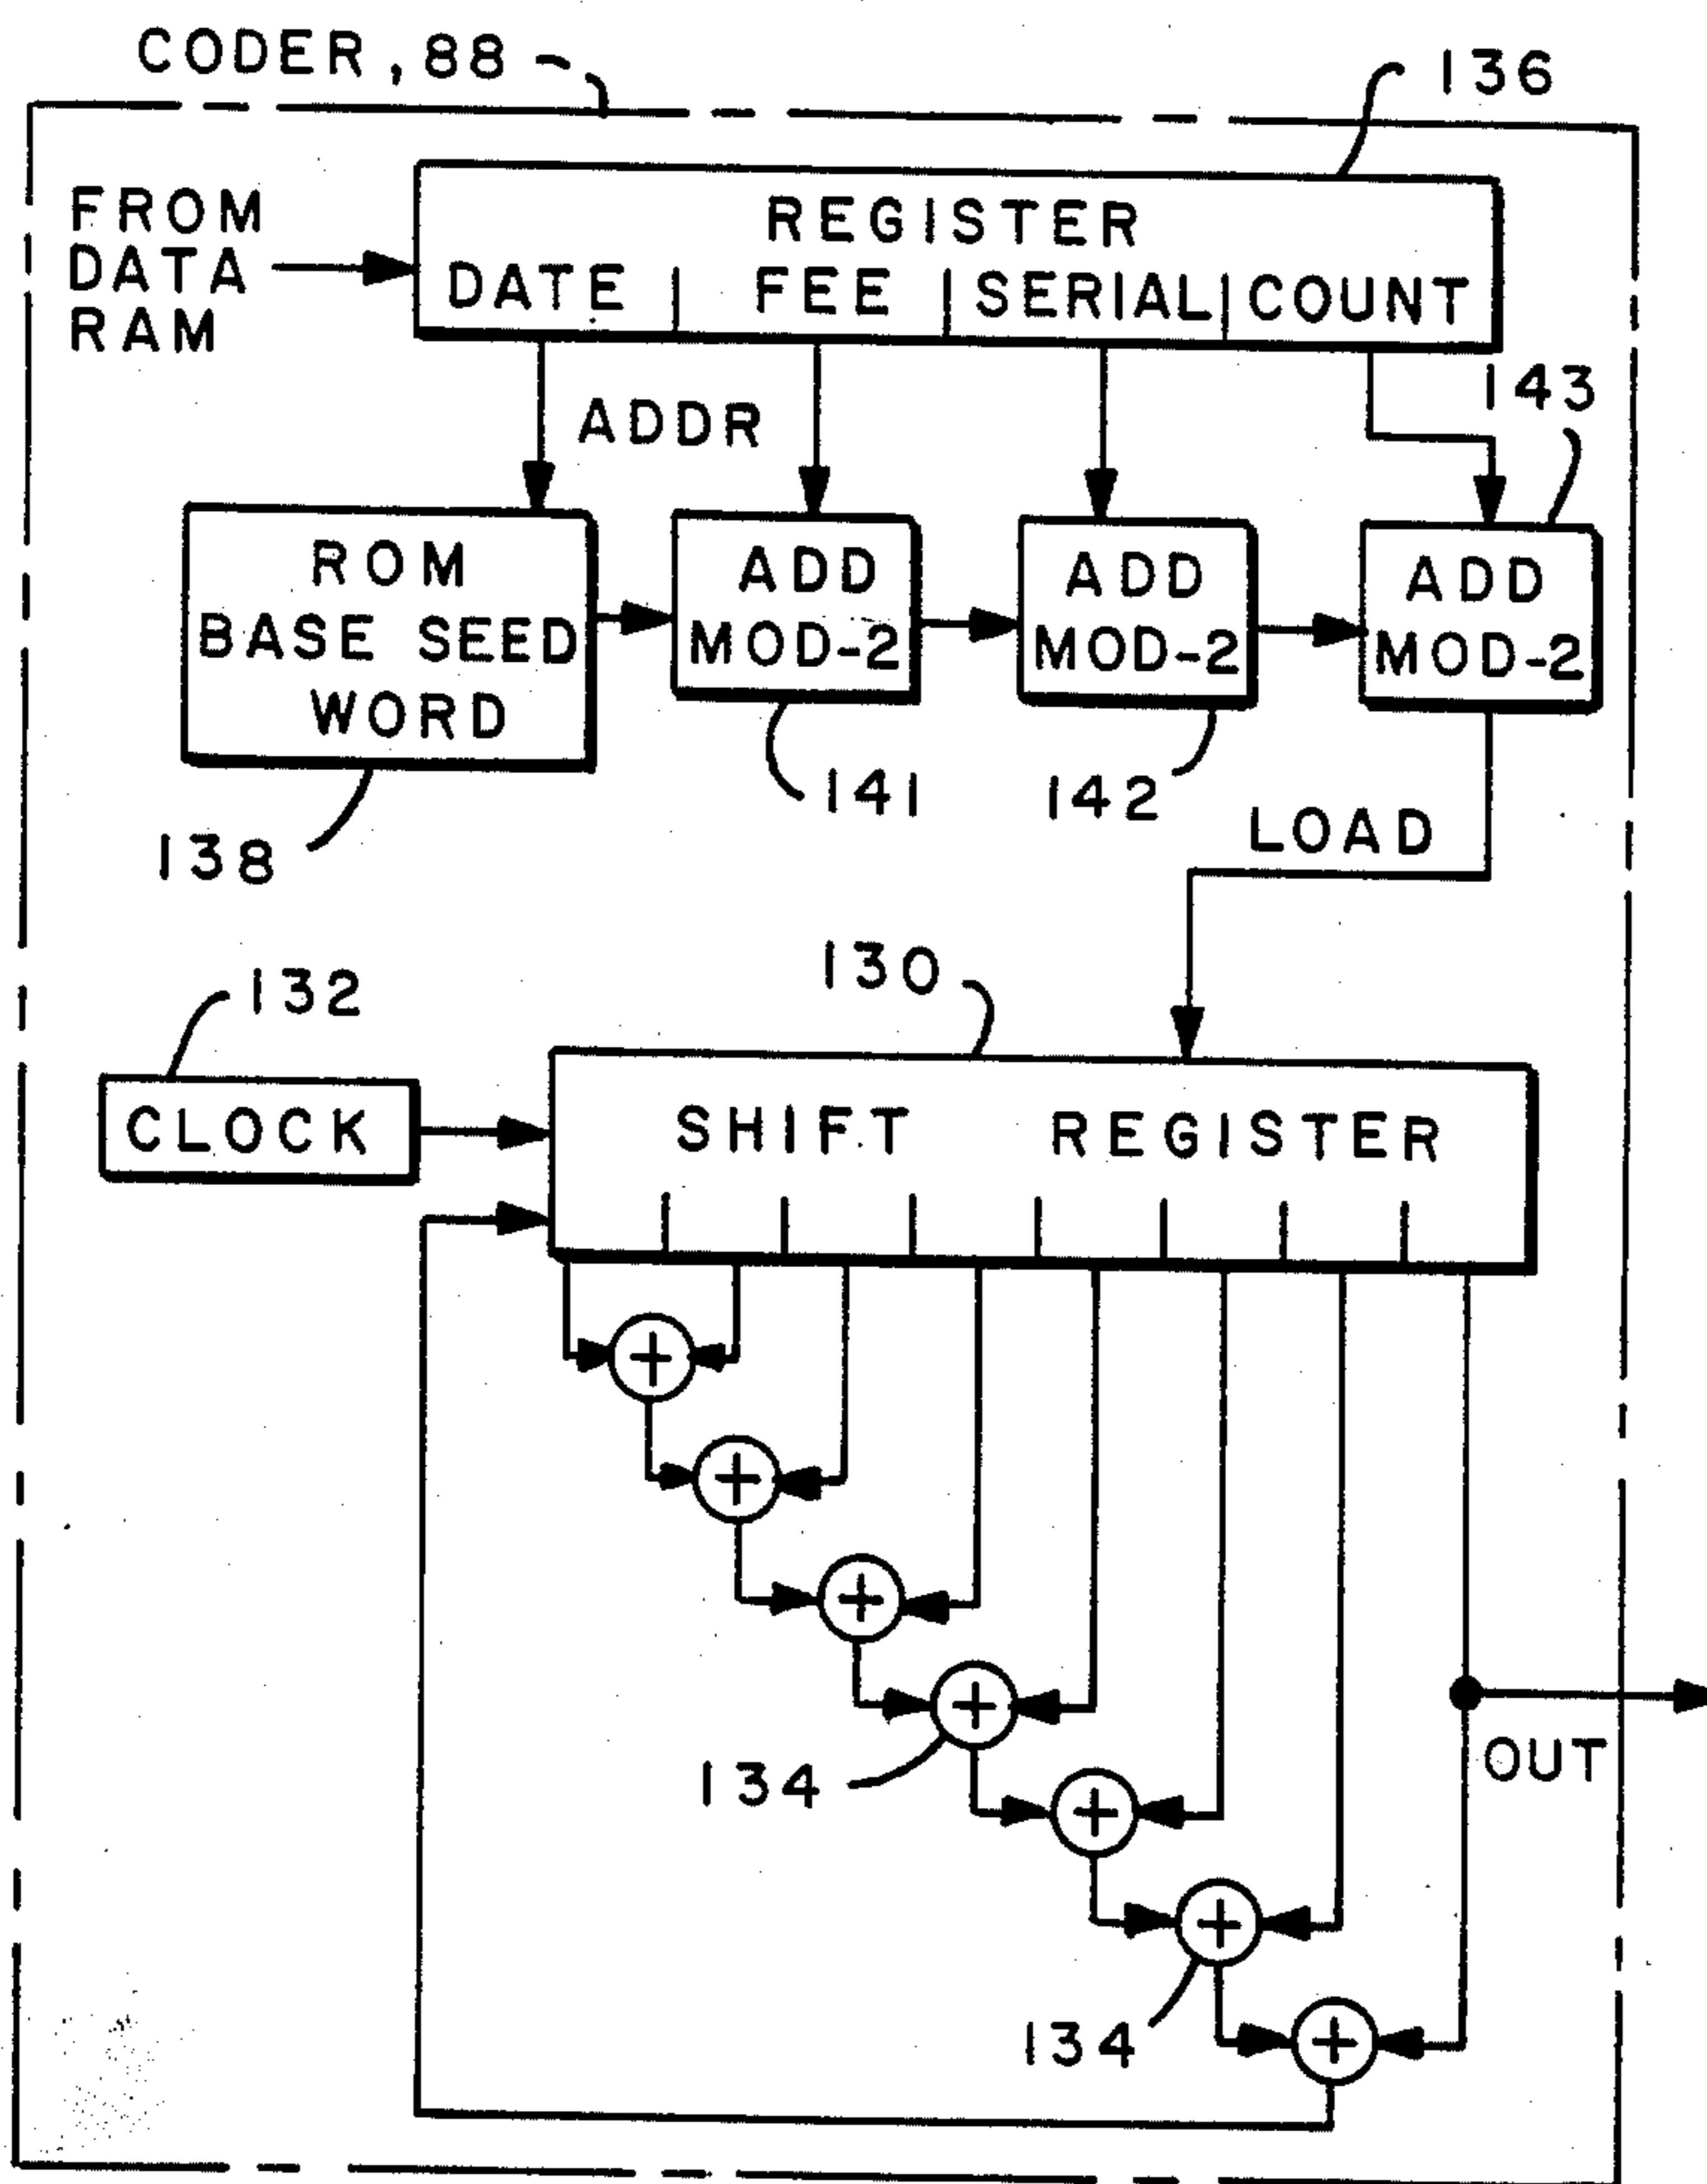 CODER, 88
136
FROM
DATA
RAM
REGISTER
DATE | FEE | SERIAL | COUNT
ADDR
143
ROM
BASE SEED
WORD
ADD
MOD-2
ADD
MOD-2
ADD
MOD-2
138
141
142
LOAD
132
130
CLOCK
SHIFT REGISTER
+
+
+
+
134
OUT
+
+
134
+